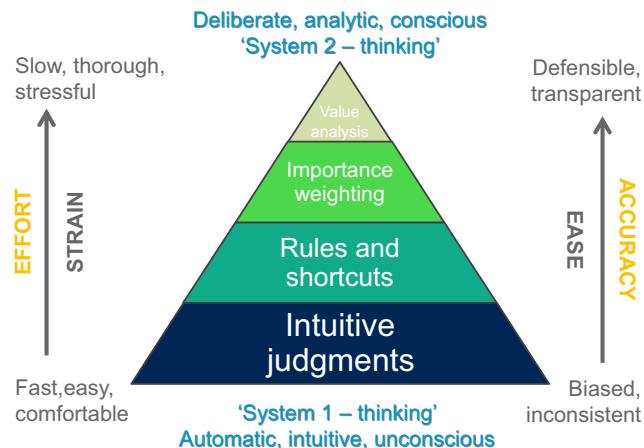 Deliberate, analytic, conscious
‘System 2 – thinking’
Slow, thorough,
stressful
Defensible,
transparent
Value
analysis
Importance
weighting
EFFORT
STRAIN
Rules and
shortcuts
EASE
ACCURACY
Intuitive
judgments
Fast,easy,
comfortable
Biased,
inconsistent
‘System 1 – thinking’
Automatic, intuitive, unconscious